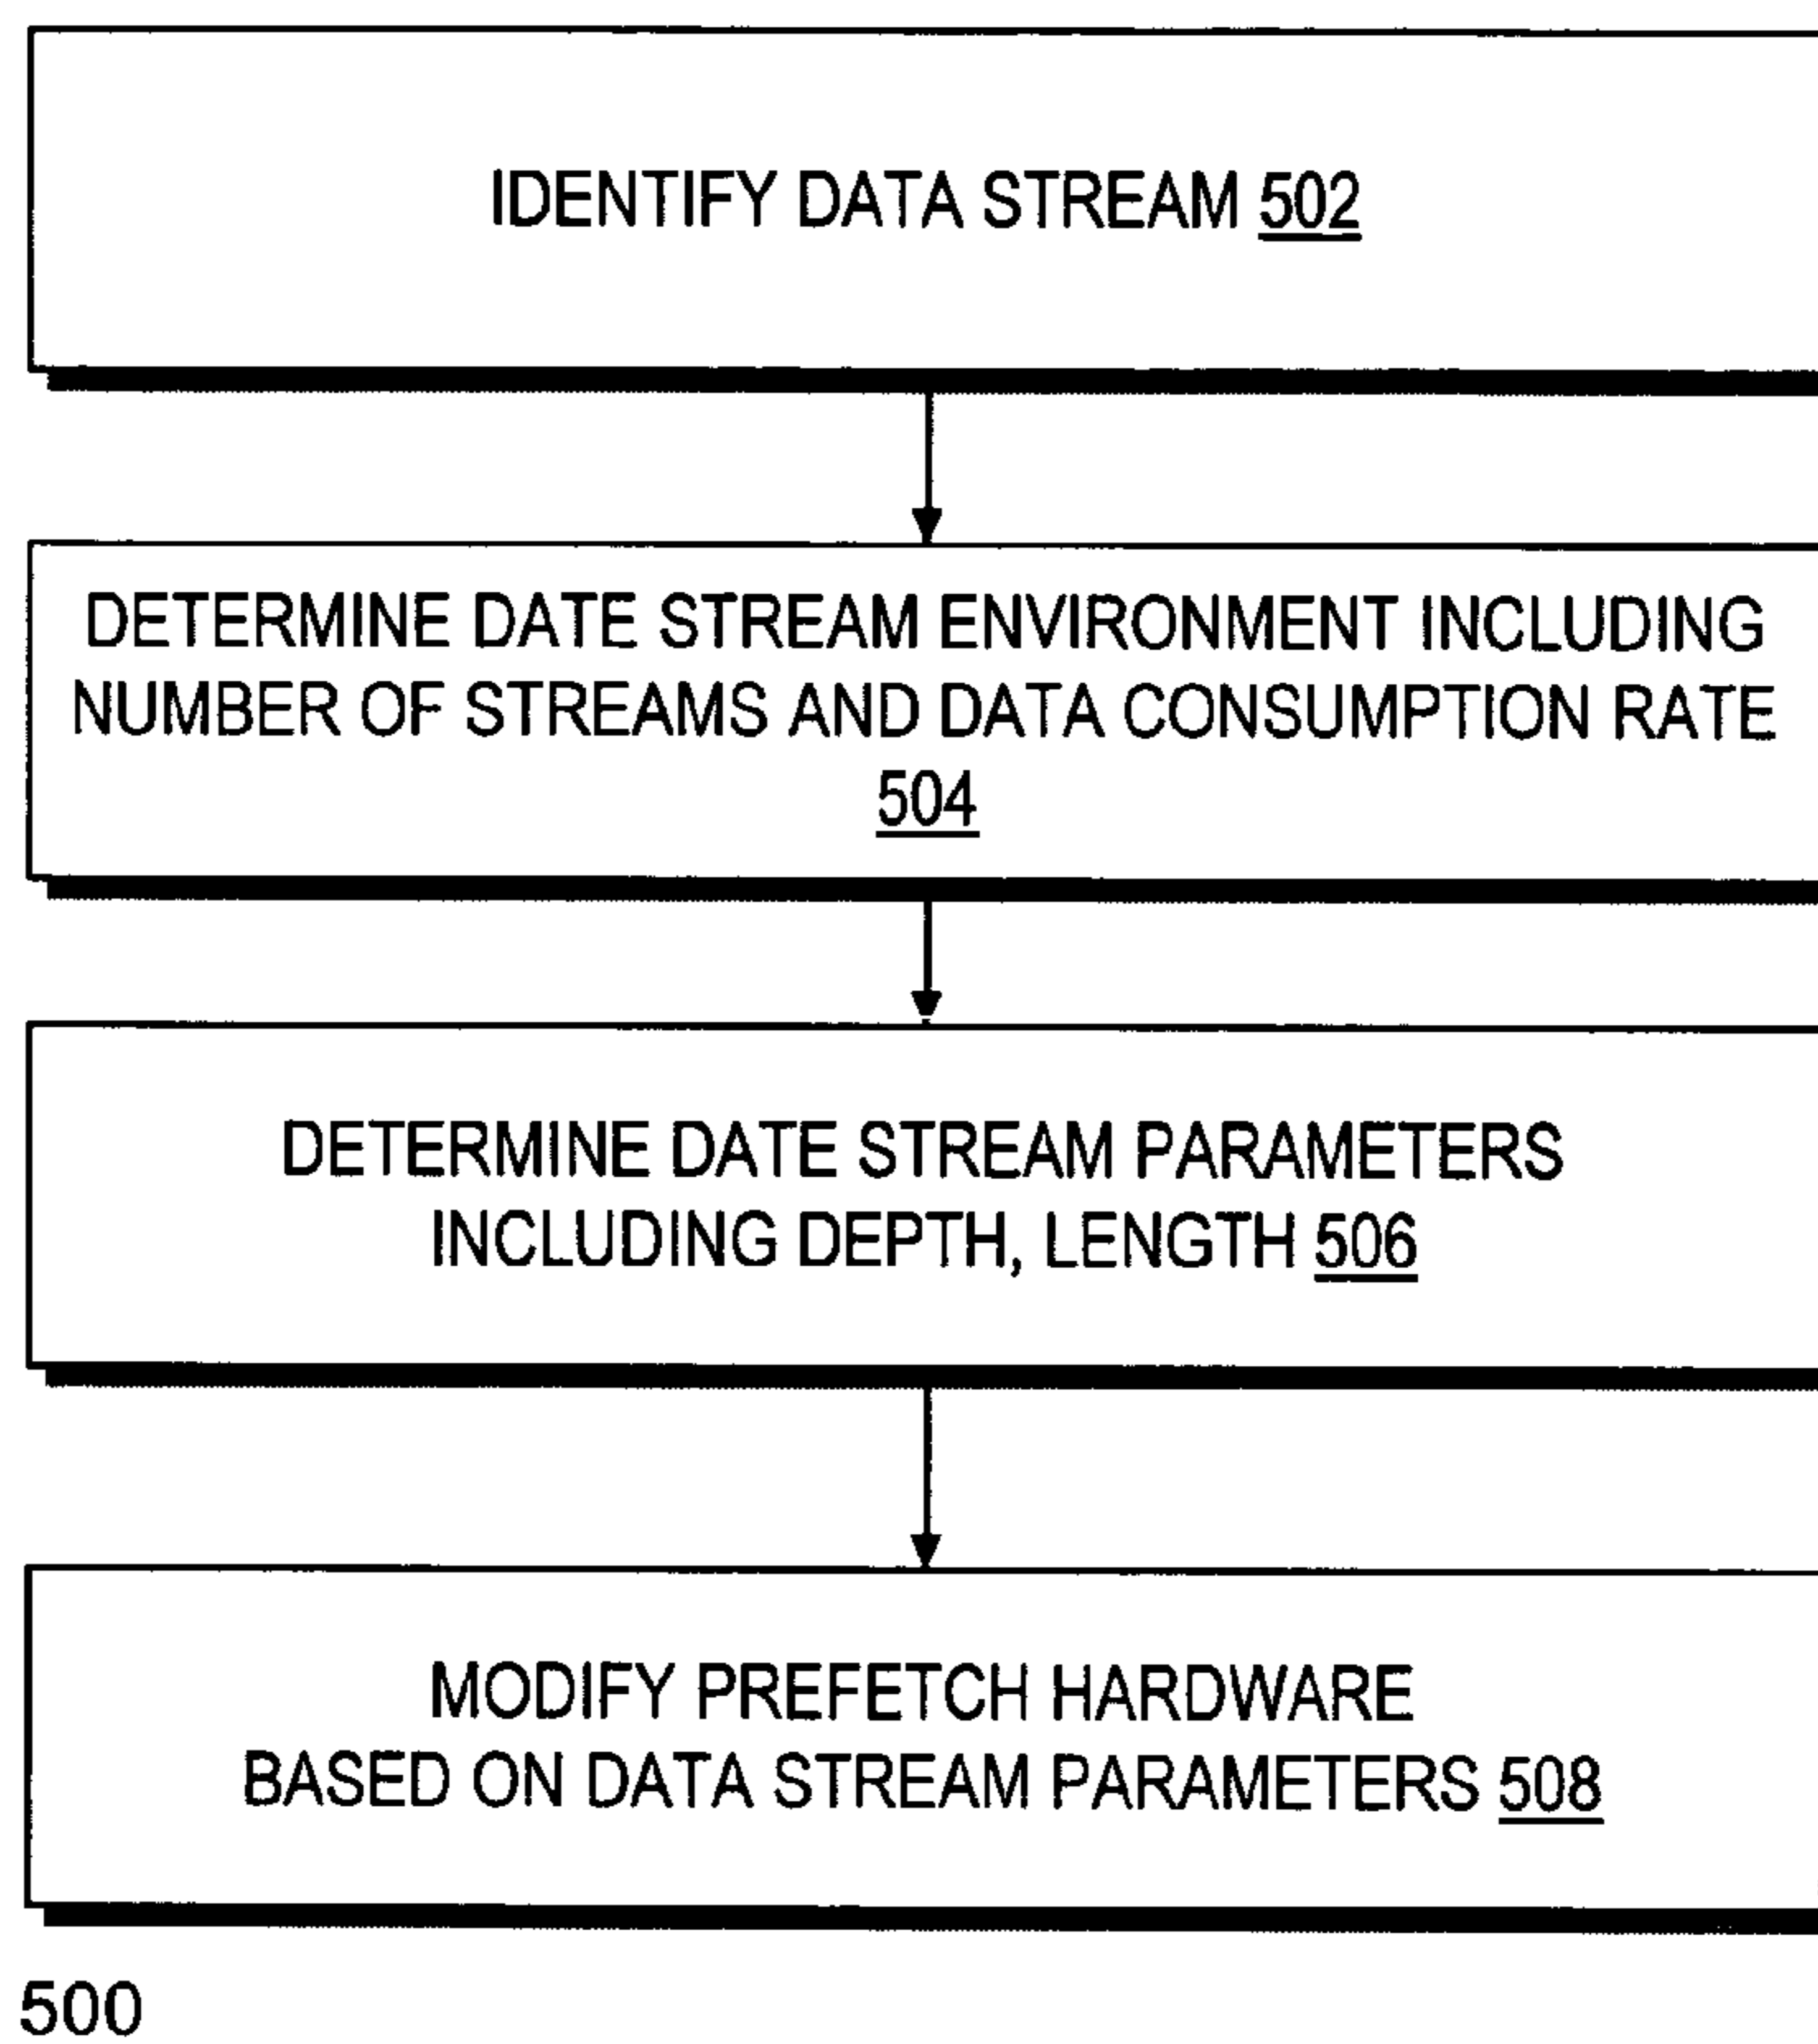 IDENTIFY DATA STREAM 502
DETERMINE DATE STREAM ENVIRONMENT INCLUDING
NUMBER OF STREAMS AND DATA CONSUMPTION RATE
504
DETERMINE DATE STREAM PARAMETERS
INCLUDING DEPTH, LENGTH 506
MODIFY PREFETCH HARDWARE
BASED ON DATA STREAM PARAMETERS 508
500